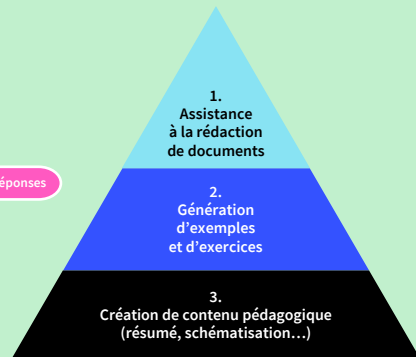 1.
Assistance
à la rédaction
de documents
éponses
2.
Génération
d'exemples
et d'exercices
3.
Création de contenu pédagogique
(résumé, schématisation…)